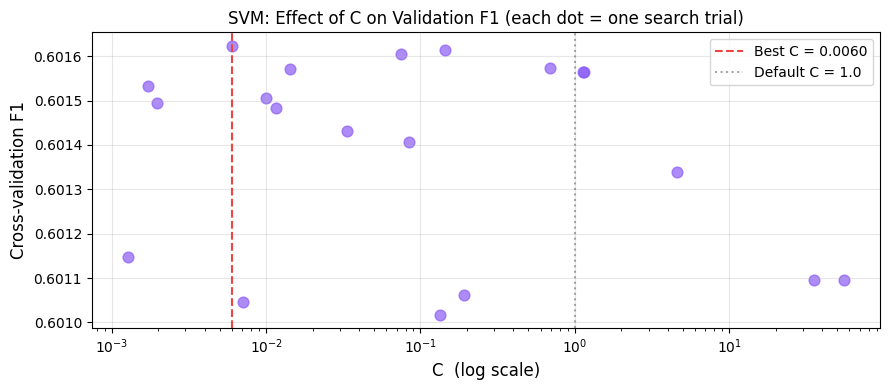 SVM: Effect of C on Validation F1 (each dot = one search trial)
Best C = 0.0060
Default C = 1.0
Cross-validation F1
0.6016
0.6015
0.6014
0.6013
0.6012
0.6011
0.6010
10⁻³ 10⁻² 10⁻¹ 10⁰ 10¹
C (log scale)